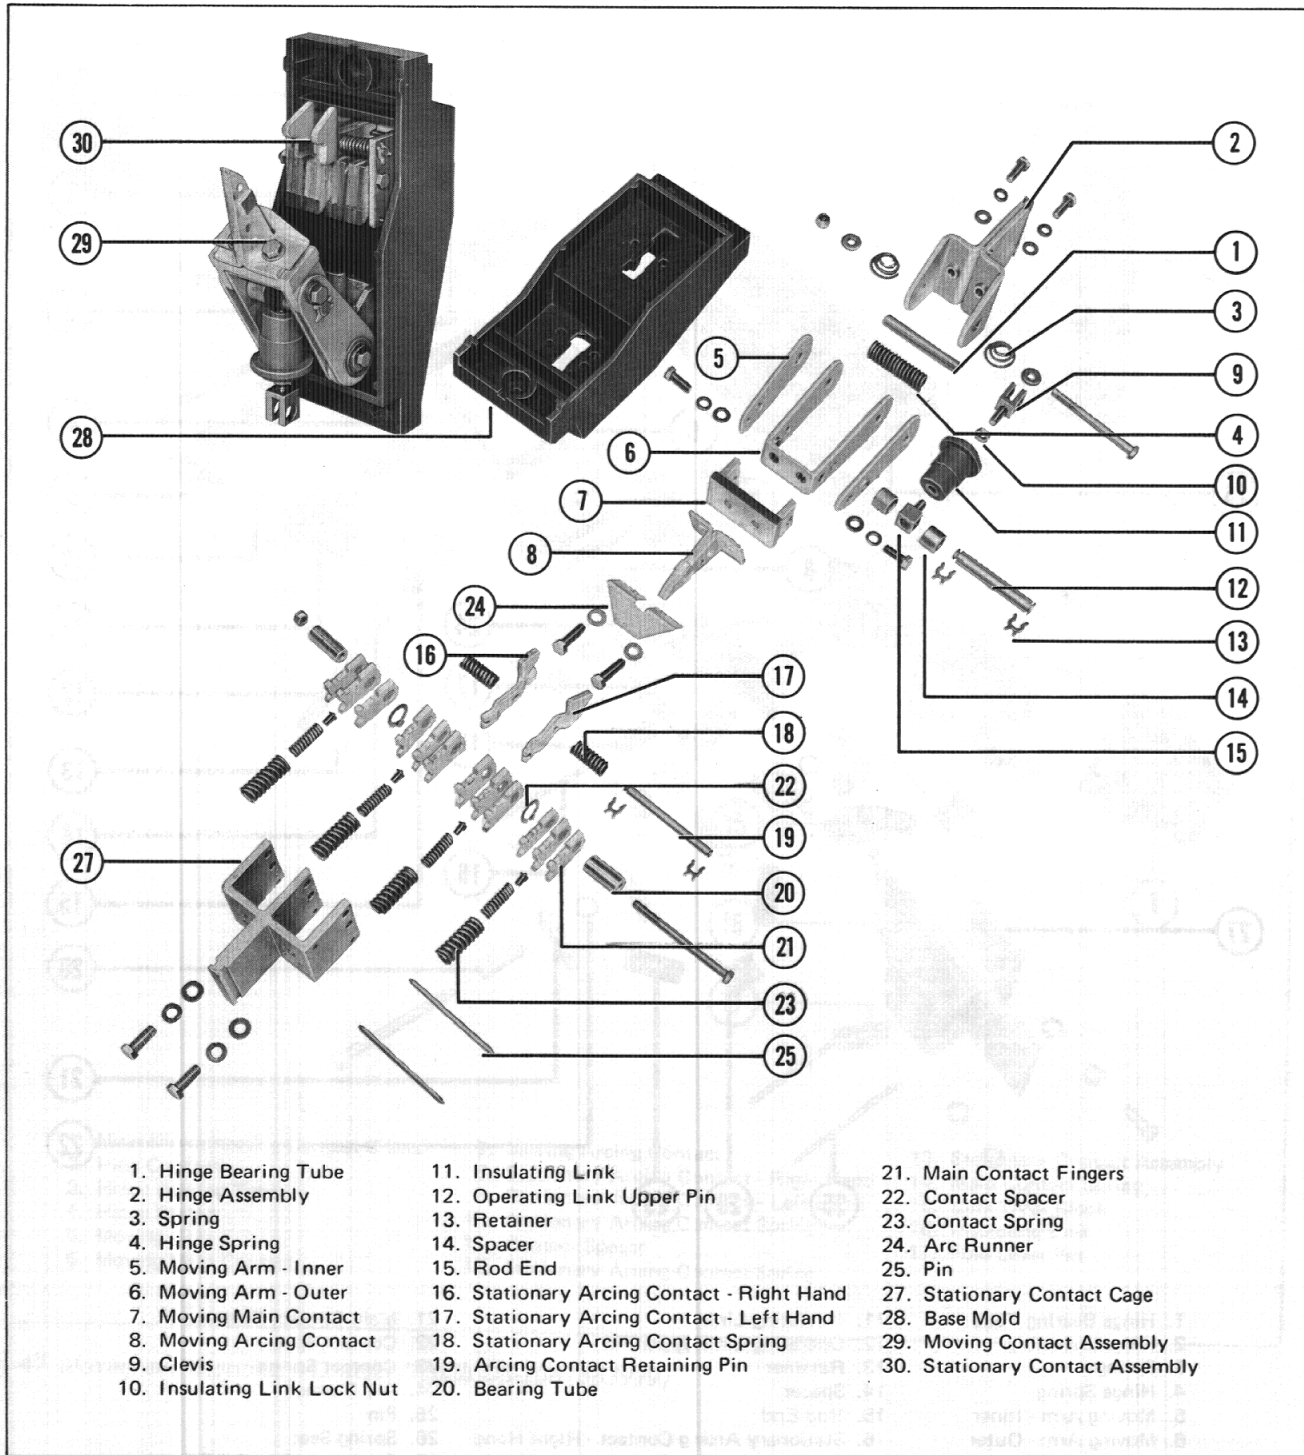 30
2
29
1
5
3
9
28
6
4
10
7
8
11
12
24
16
13
17
14
18
15
22
27
19
20
21
23
25
1. Hinge Bearing Tube
2. Hinge Assembly
3. Spring
4. Hinge Spring
5. Moving Arm - Inner
6. Moving Arm - Outer
7. Moving Main Contact
8. Moving Arcing Contact
9. Clevis
10. Insulating Link Lock Nut
11. Insulating Link
12. Operating Link Upper Pin
13. Retainer
14. Spacer
15. Rod End
16. Stationary Arcing Contact - Right Hand
17. Stationary Arcing Contact - Left Hand
18. Stationary Arcing Contact Spring
19. Arcing Contact Retaining Pin
20. Bearing Tube
21. Main Contact Fingers
22. Contact Spacer
23. Contact Spring
24. Arc Runner
25. Pin
27. Stationary Contact Cage
28. Base Mold
29. Moving Contact Assembly
30. Stationary Contact Assembly